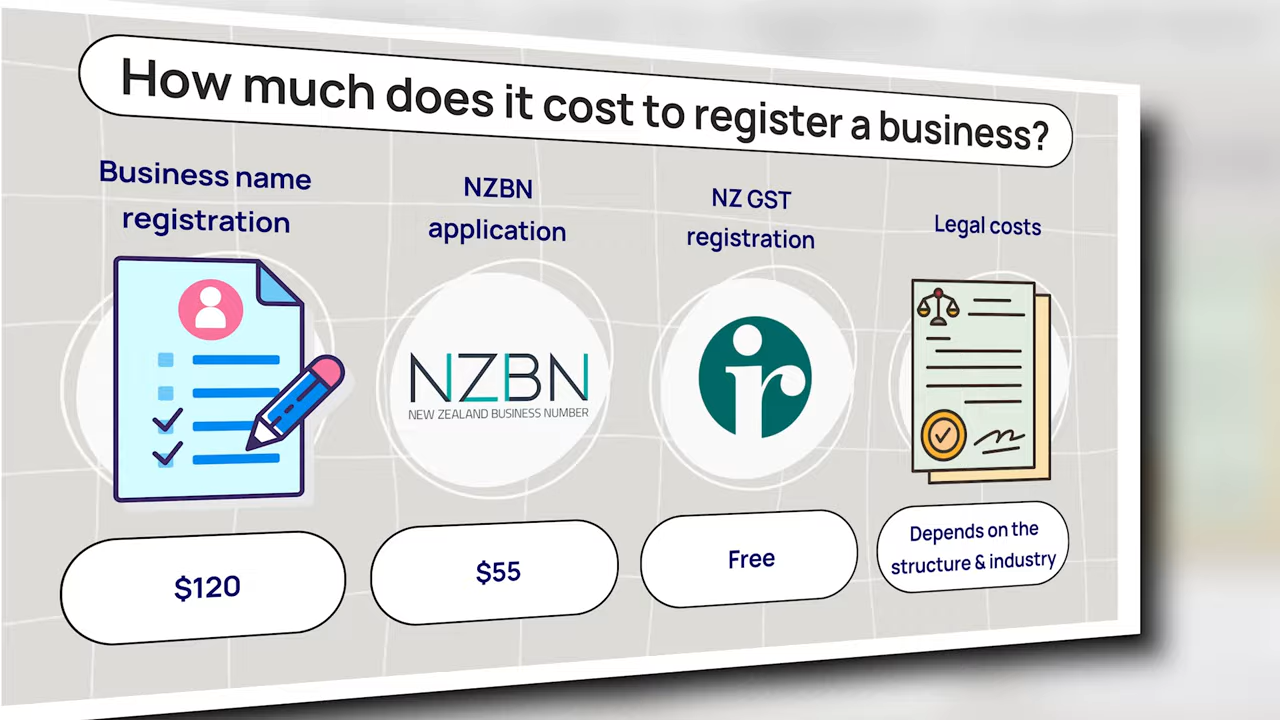 How much does it cost to register a business?
Business name
registration
NZBN
application
NZ GST
registration
Legal costs
NZBN
NEW ZEALAND BUSINESS NUMBER
ir
$120
$55
Free
Depends on the
structure & industry